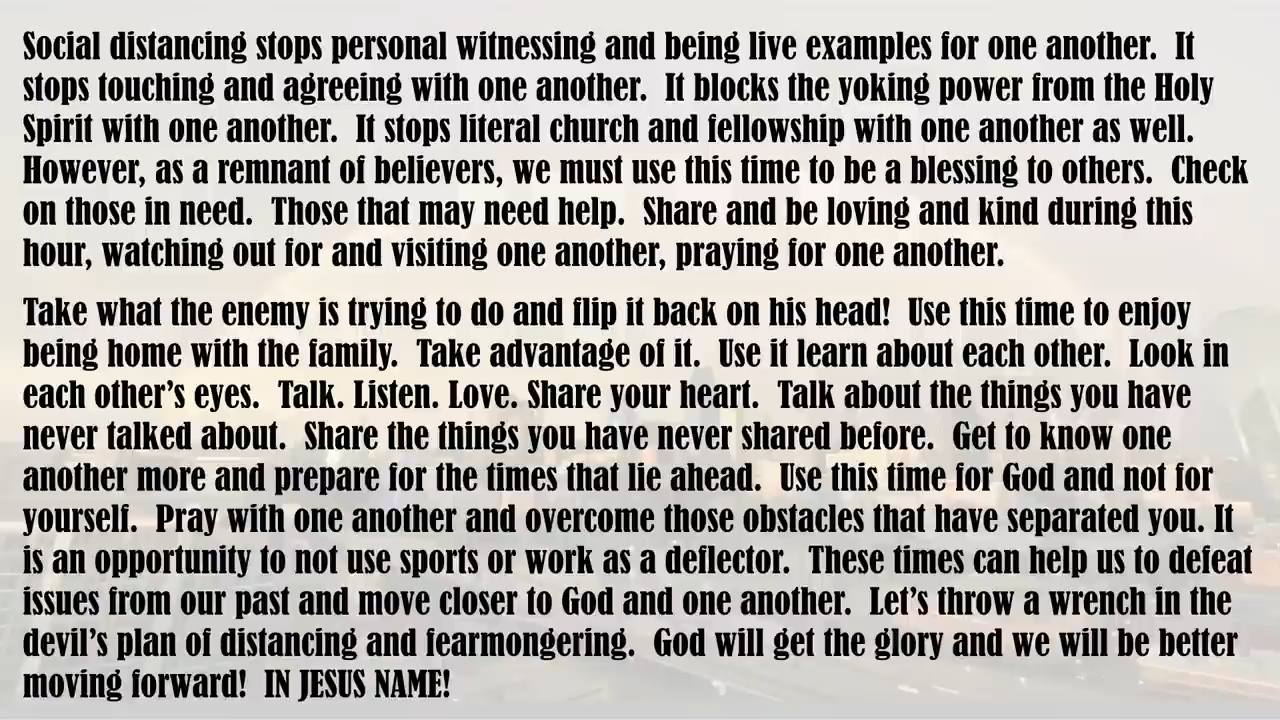 Social distancing stops personal witnessing and being live examples for one another.  It
stops touching and agreeing with one another.  It blocks the yoking power from the Holy
Spirit with one another.  It stops literal church and fellowship with one another as well.
However, as a remnant of believers, we must use this time to be a blessing to others.  Check
on those in need.  Those that may need help.  Share and be loving and kind during this
hour, watching out for and visiting one another, praying for one another.
Take what the enemy is trying to do and flip it back on his head!  Use this time to enjoy
being home with the family.  Take advantage of it.  Use it learn about each other.  Look in
each other’s eyes.  Talk. Listen. Love. Share your heart.  Talk about the things you have
never talked about.  Share the things you have never shared before.  Get to know one
another more and prepare for the times that lie ahead.  Use this time for God and not for
yourself.  Pray with one another and overcome those obstacles that have separated you. It
is an opportunity to not use sports or work as a deflector.  These times can help us to defeat
issues from our past and move closer to God and one another.  Let’s throw a wrench in the
devil’s plan of distancing and fearmongering.  God will get the glory and we will be better
moving forward!  IN JESUS NAME!